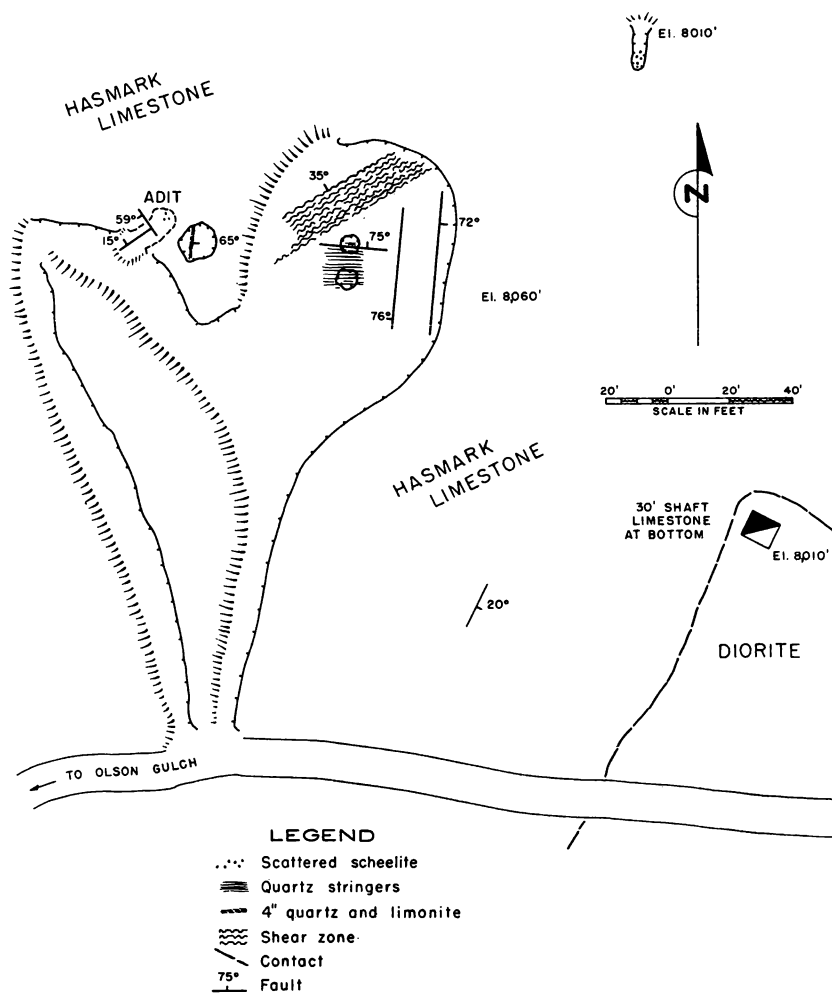 El. 8010'
HASMARK
LIMESTONE
N
ADIT
59°
15°
65°
35°
75°
72°
76°
El. 8,060'
20' 0' 20' 40'
SCALE IN FEET
HASMARK
LIMESTONE
30' SHAFT
LIMESTONE
AT BOTTOM
El. 8,010'
20°
DIORITE
TO OLSON GULCH
LEGEND
Scattered scheelite
Quartz stringers
4" quartz and limonite
Shear zone
Contact
75° Fault